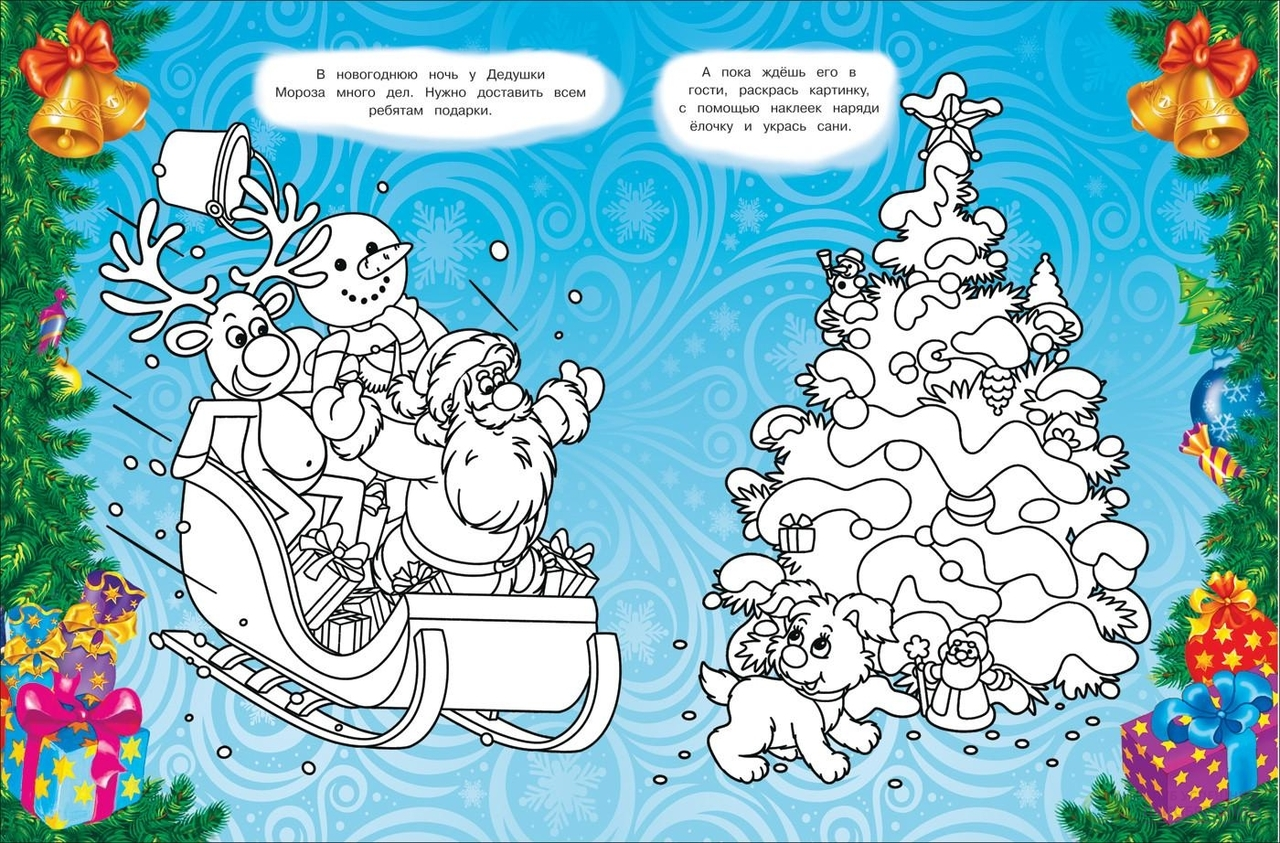 В новогоднюю ночь у Дедушки
Мороза много дел. Нужно доставить всем
ребятам подарки.
А пока ждёшь его в
гости, раскрась картинку,
с помощью наклеек наряди
ёлочку и укрась сани.